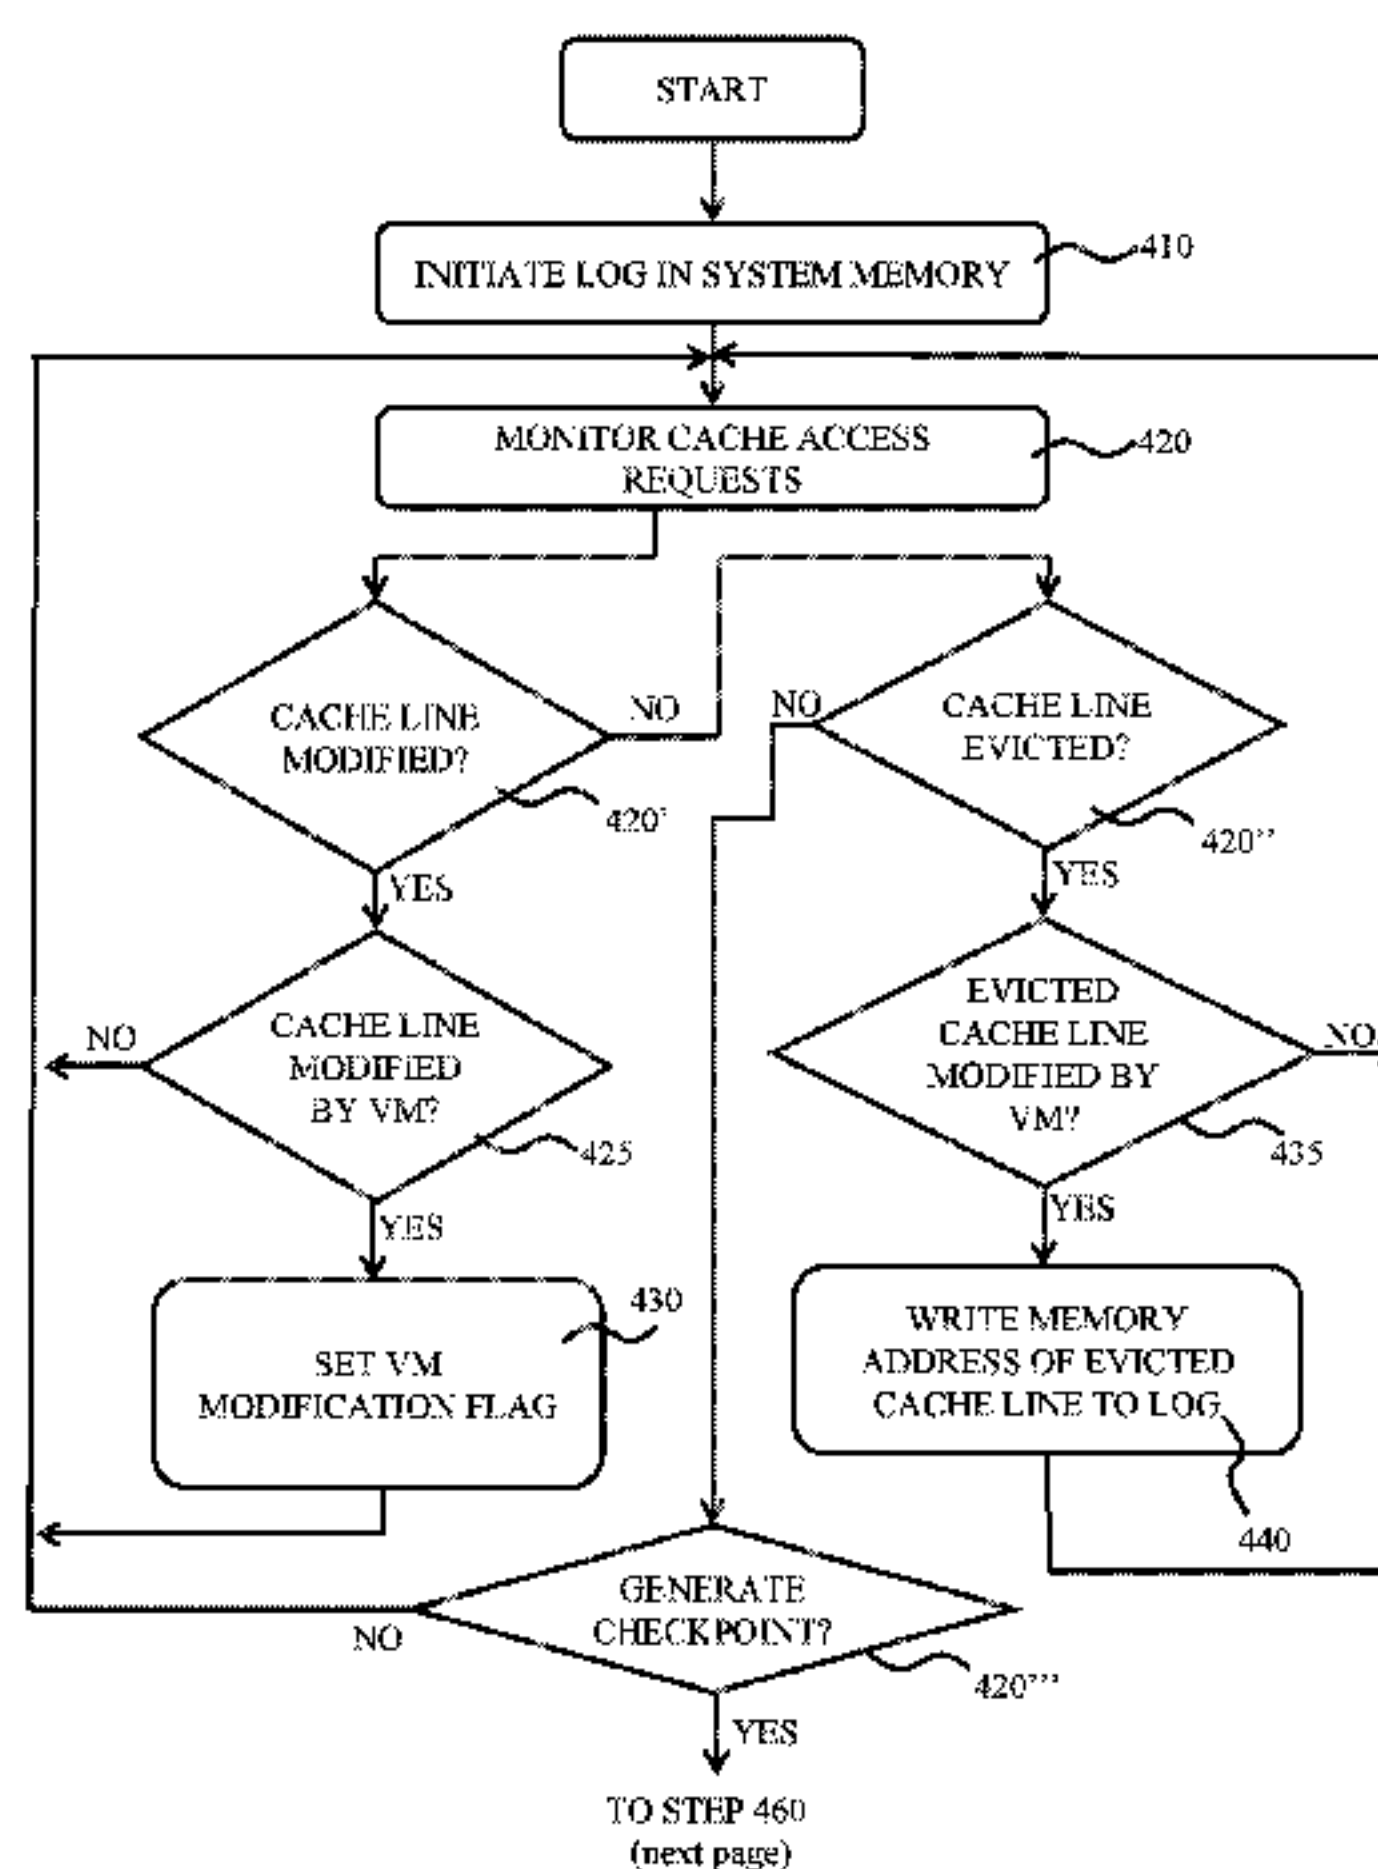 START
INITIATE LOG IN SYSTEM MEMORY
410
MONITOR CACHE ACCESS
REQUESTS
420
CACHE LINE
MODIFIED?
NO
420'
YES
NO
CACHE LINE
EVICTED?
420''
YES
CACHE LINE
MODIFIED
BY VM?
NO
425
YES
EVICTED
CACHE LINE
MODIFIED BY
VM?
NO
435
YES
430
SET VM
MODIFICATION FLAG
WRITE MEMORY
ADDRESS OF EVICTED
CACHE LINE TO LOG
440
GENERATE
CHECKPOINT?
NO
420'''
YES
TO STEP 460
(next page)